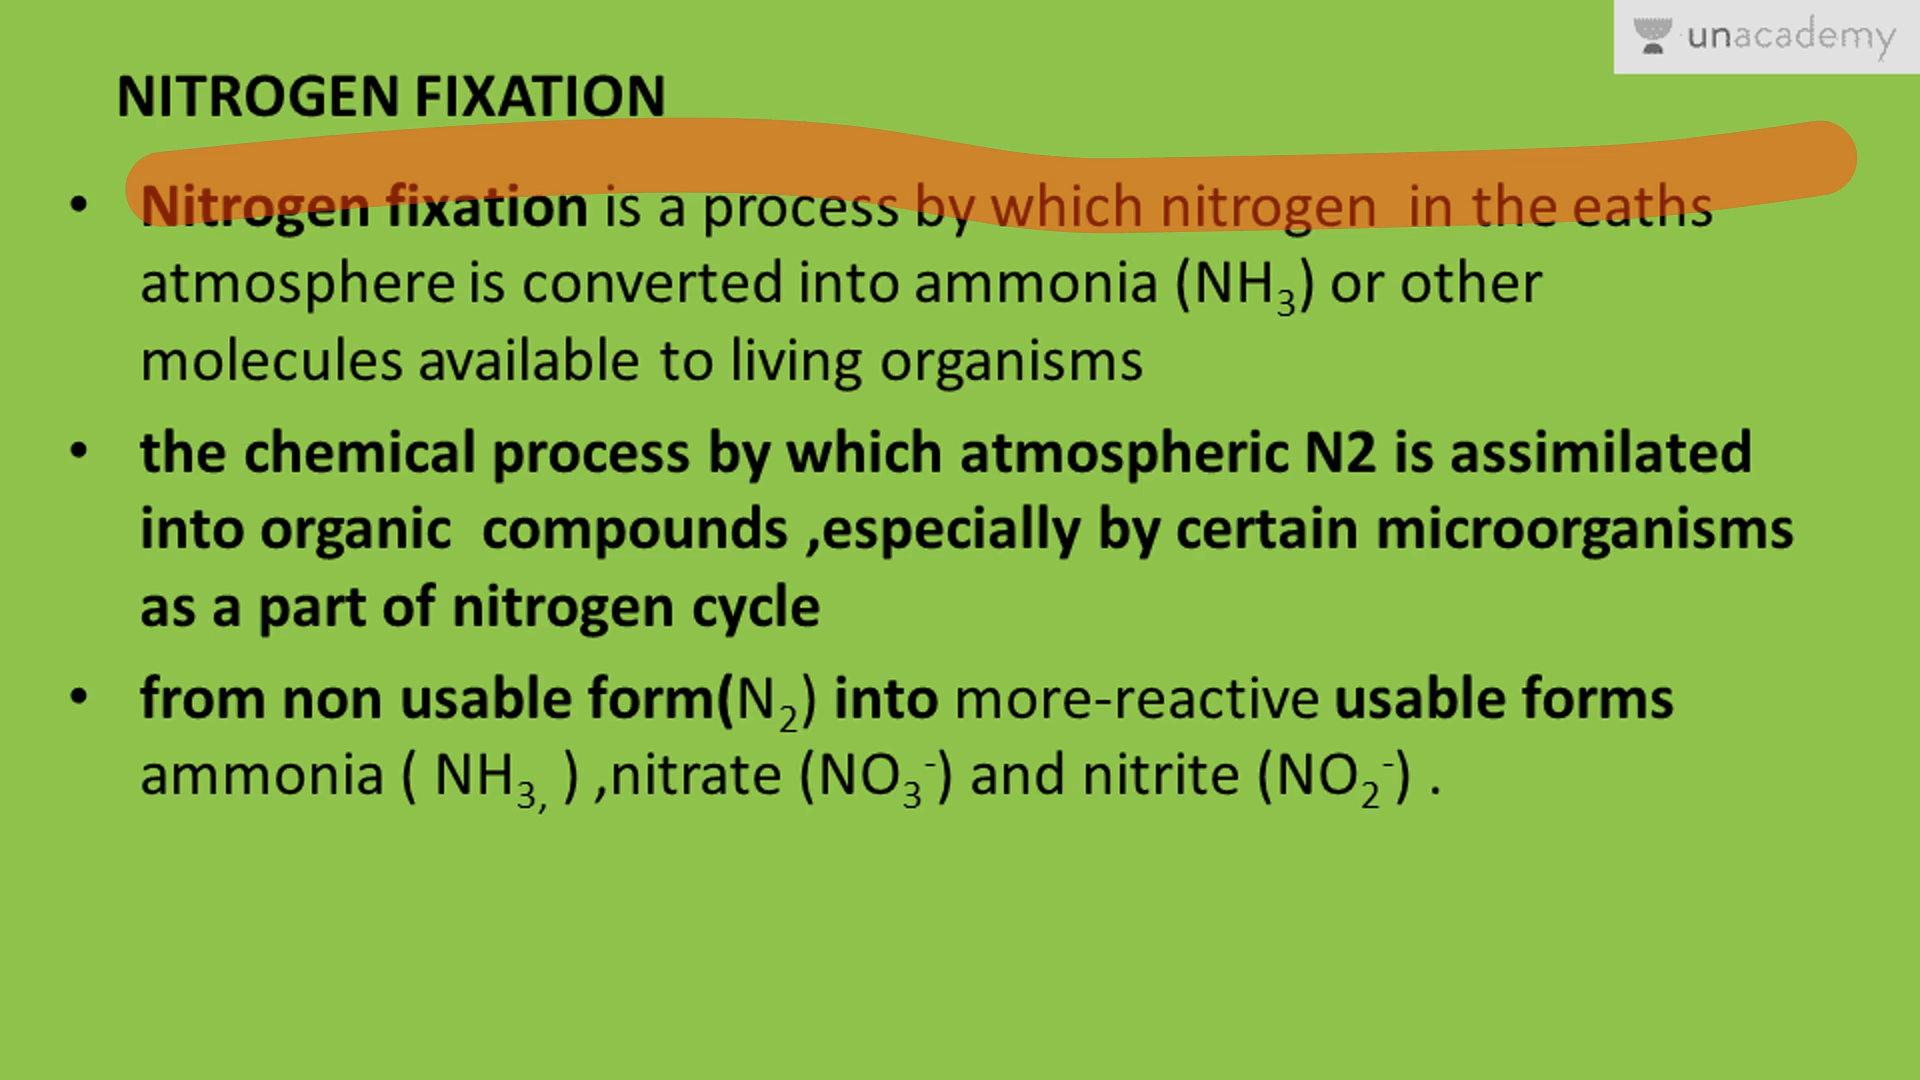 unacademy
NITROGEN FIXATION
• Nitrogen fixation is a process by which nitrogen in the eaths
atmosphere is converted into ammonia (NH₃) or other
molecules available to living organisms
• the chemical process by which atmospheric N2 is assimilated
into organic compounds ,especially by certain microorganisms
as a part of nitrogen cycle
• from non usable form(N₂) into more-reactive usable forms
ammonia ( NH₃, ) ,nitrate (NO₃⁻) and nitrite (NO₂⁻) .